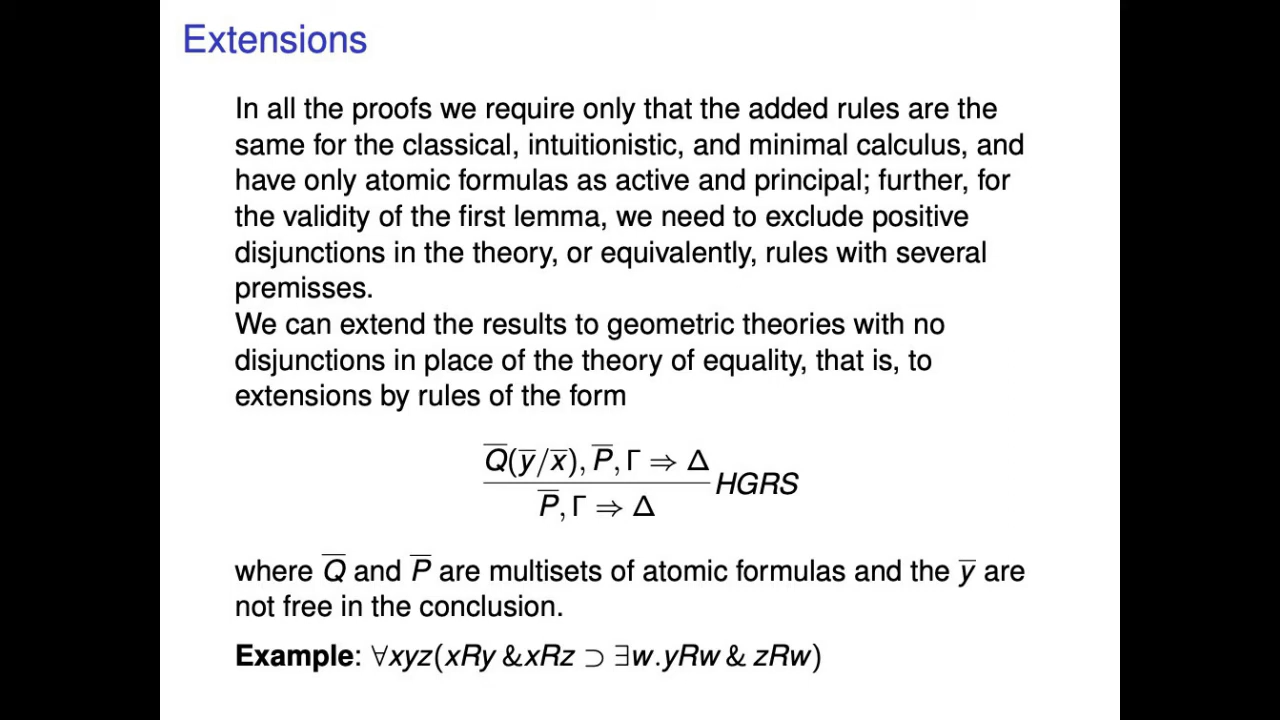 Extensions
In all the proofs we require only that the added rules are the
same for the classical, intuitionistic, and minimal calculus, and
have only atomic formulas as active and principal; further, for
the validity of the first lemma, we need to exclude positive
disjunctions in the theory, or equivalently, rules with several
premisses.
We can extend the results to geometric theories with no
disjunctions in place of the theory of equality, that is, to
extensions by rules of the form
Q̅(y̅/x̅), P̅, Γ ⇒ Δ
HGRS
P̅, Γ ⇒ Δ
where Q̅ and P̅ are multisets of atomic formulas and the y̅ are
not free in the conclusion.
Example: ∀xyz(xRy & xRz ⊃ ∃w.yRw & zRw)